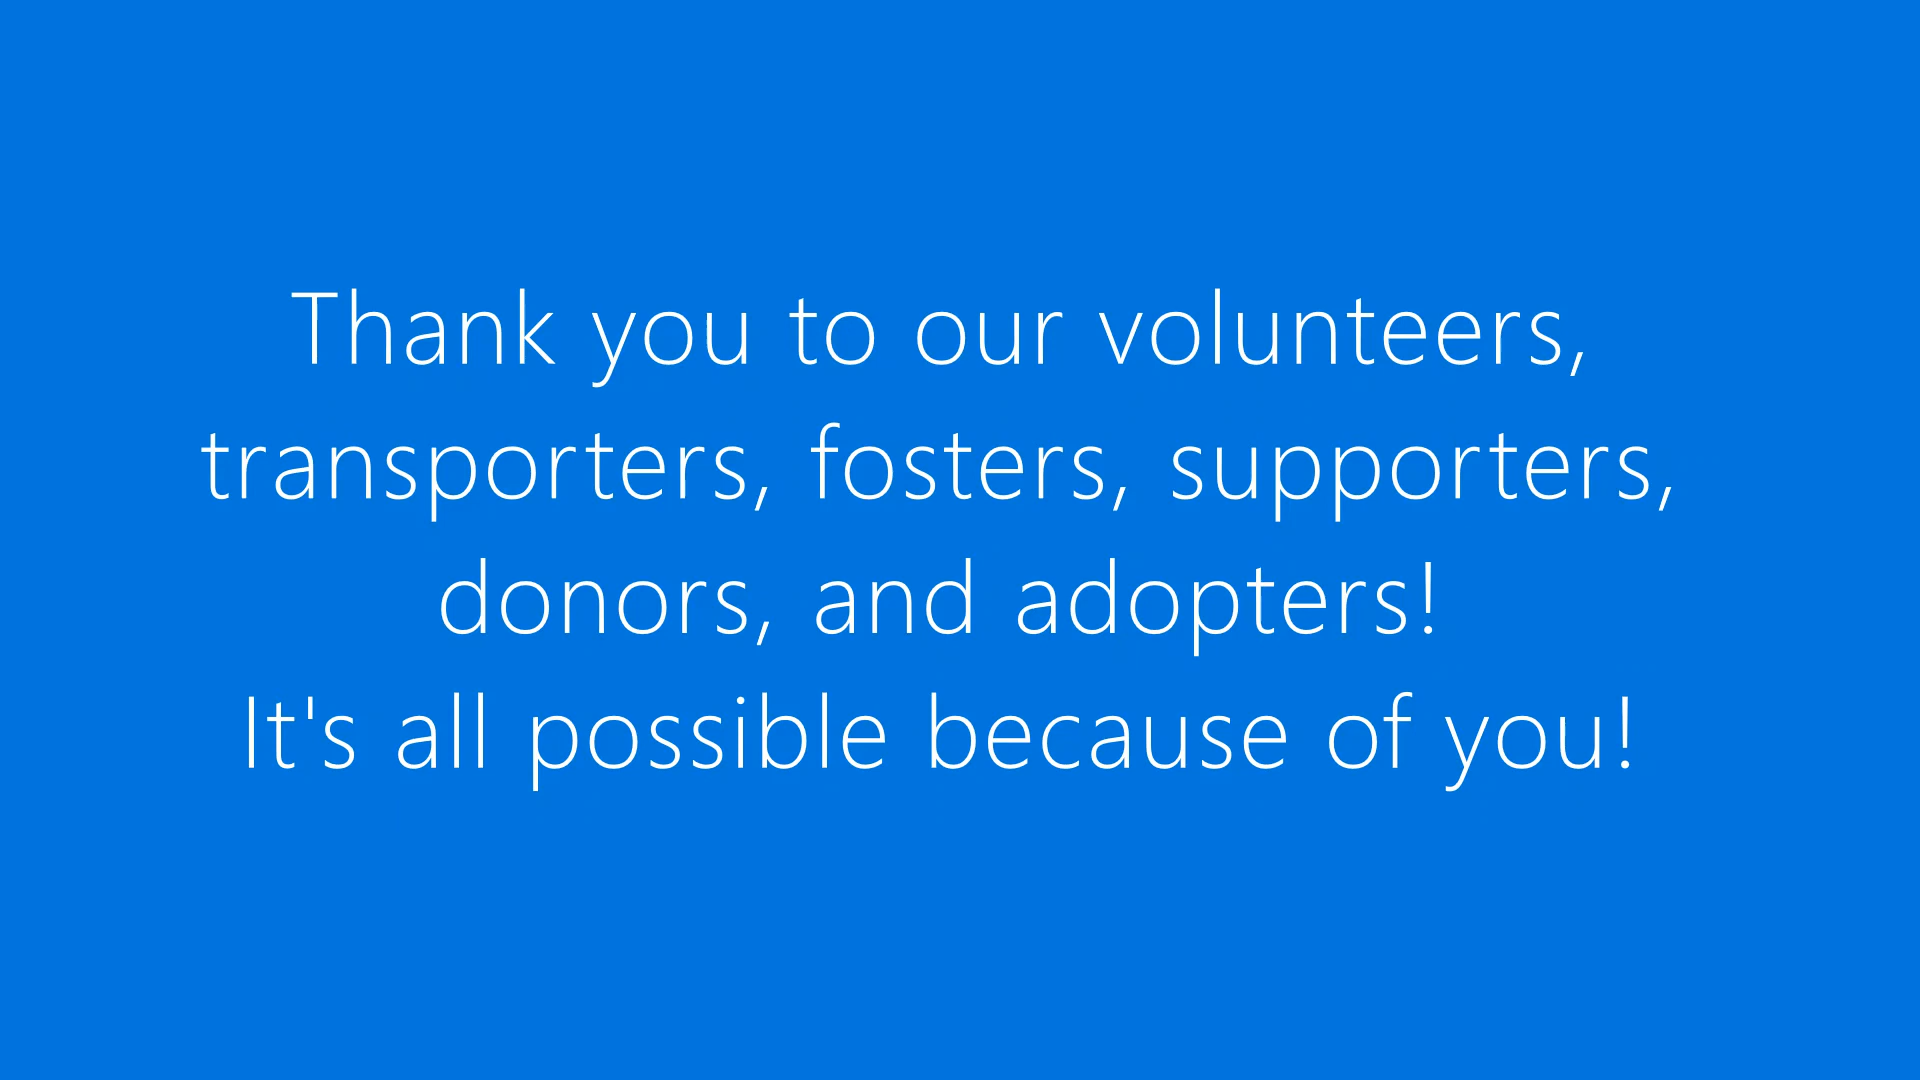 Thank you to our volunteers,
transporters, fosters, supporters,
donors, and adopters!
It's all possible because of you!